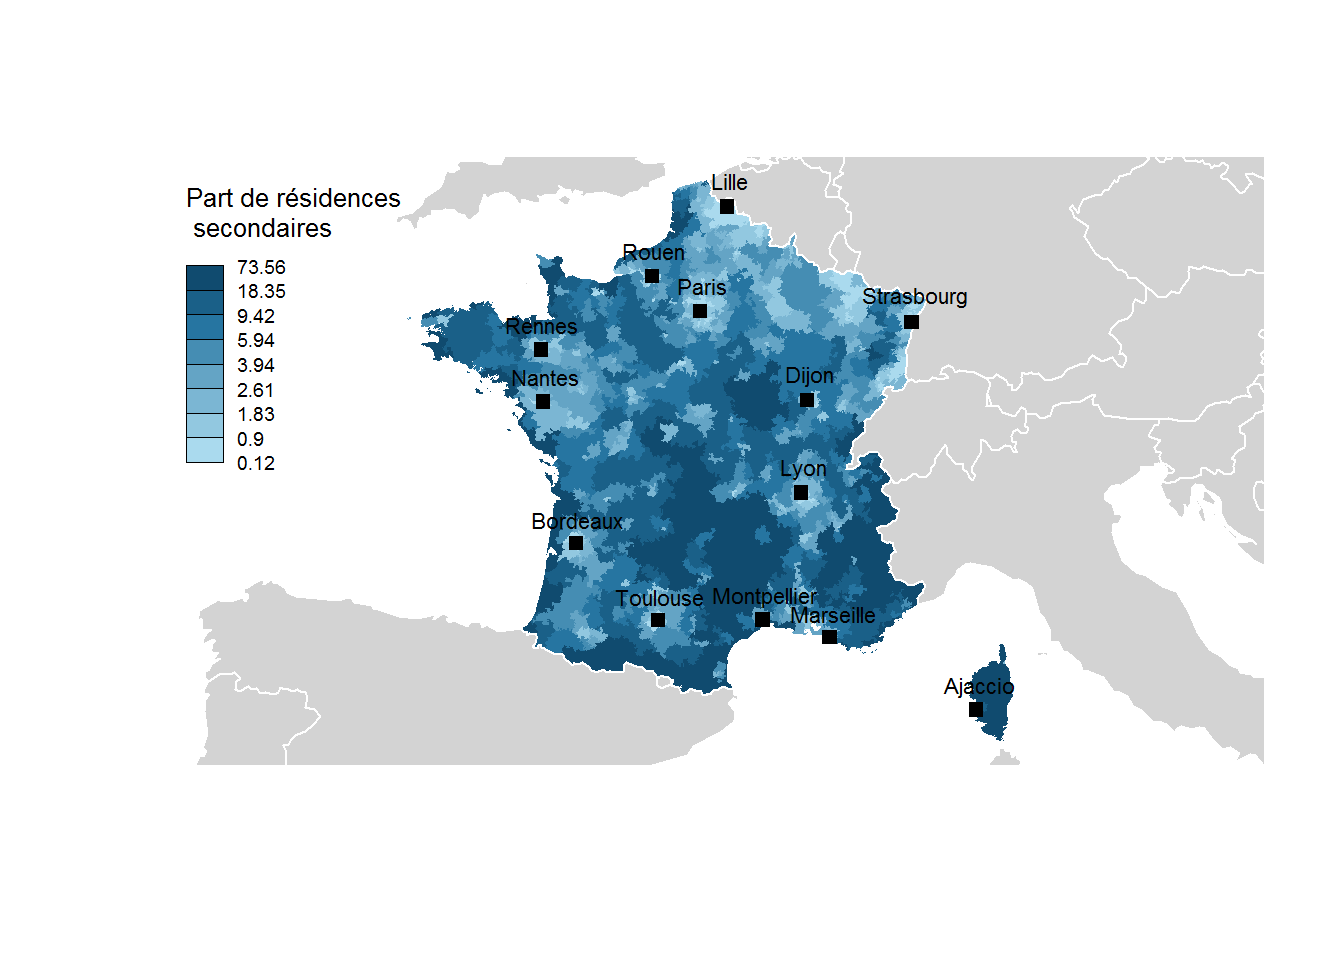 Part de résidences
secondaires
73.56
18.35
9.42
5.94
3.94
2.61
1.83
0.9
0.12
Lille
Rouen
Paris
Strasbourg
Rennes
Nantes
Dijon
Lyon
Bordeaux
Toulouse
Montpellier
Marseille
Ajaccio